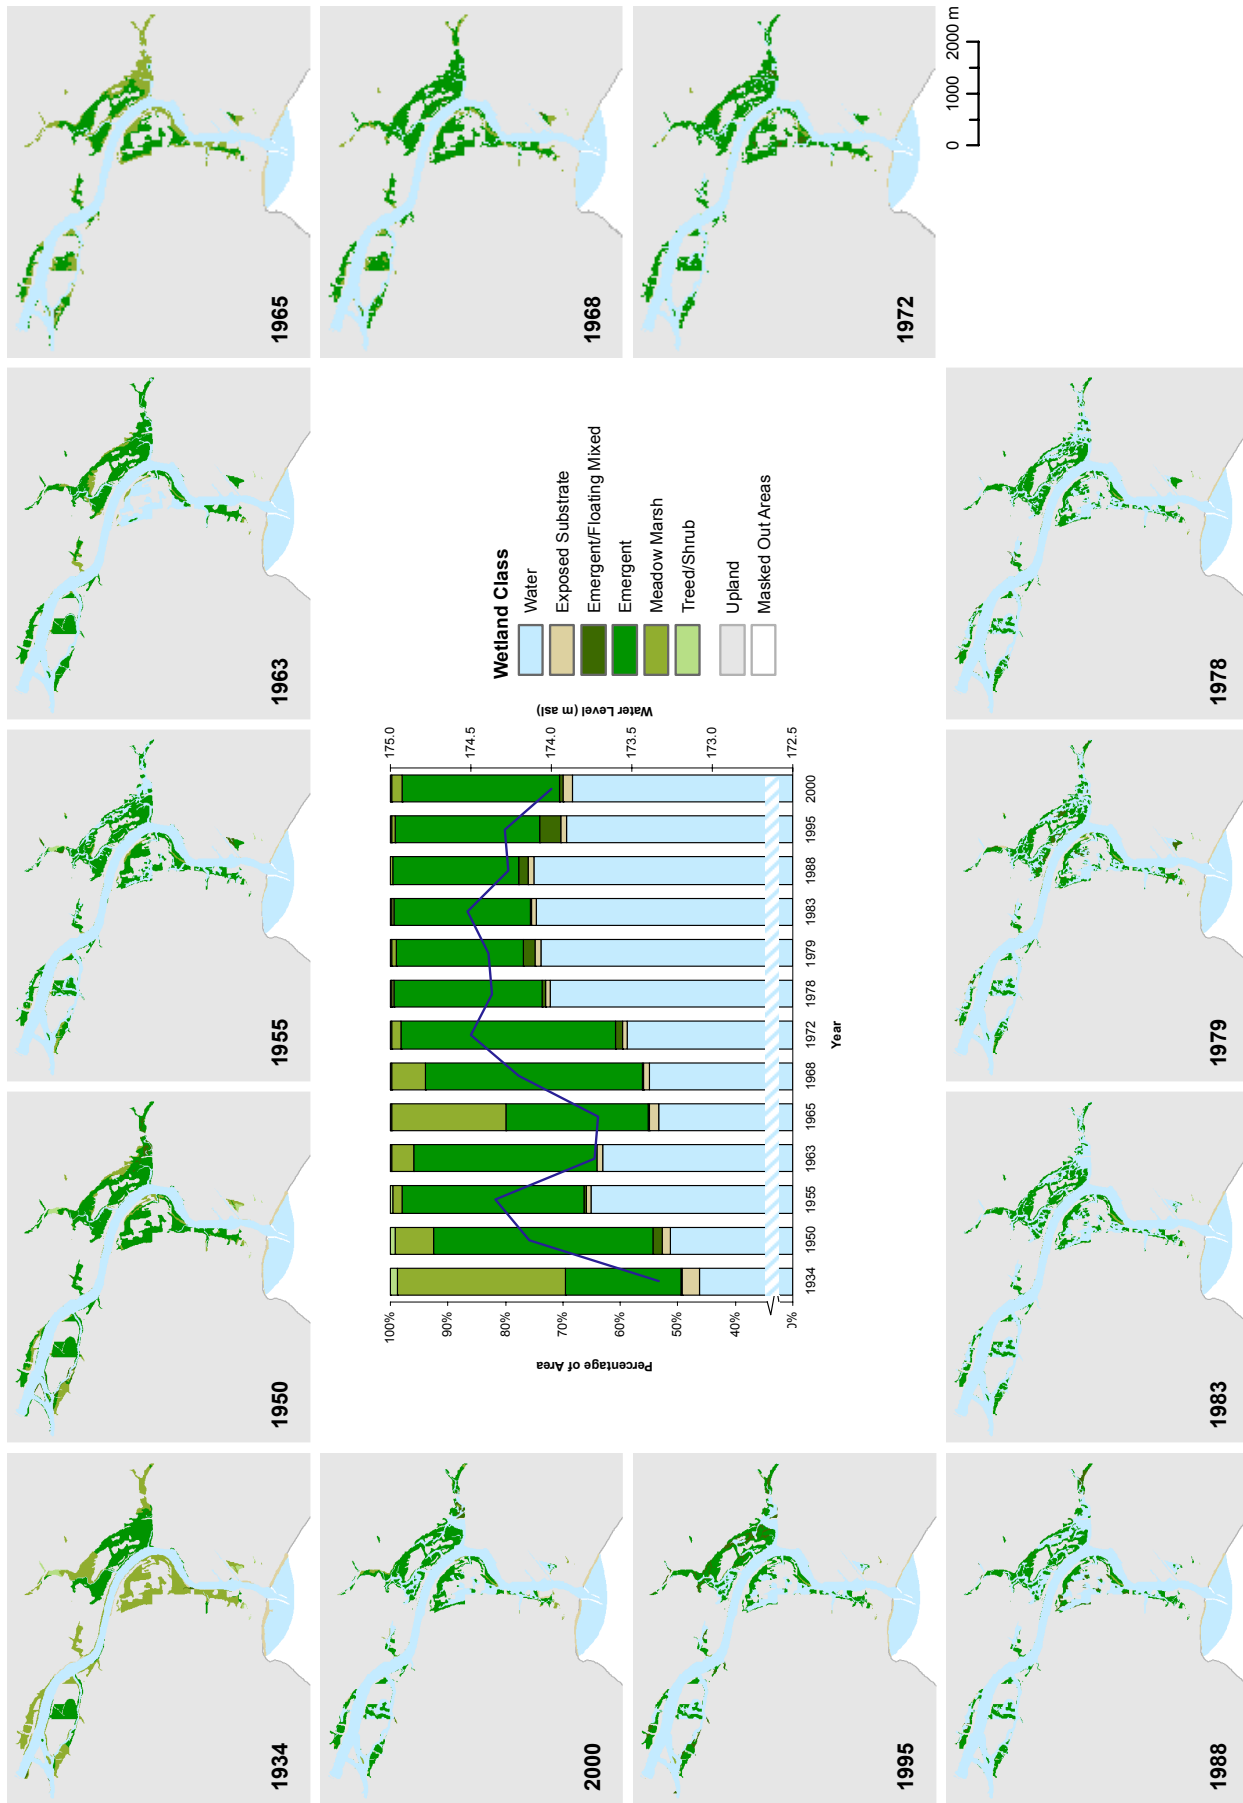 1934
1950
1955
1963
1965
2000
1968
1995
1972
1988
1983
1979
1978
Percentage of Area
100%
90%
80%
70%
60%
50%
40%
0%
1934 1950 1955 1963 1965 1968 1972 1978 1979 1983 1988 1995 2000
Year
175.0
174.5
174.0
173.5
173.0
172.5
Water Level (m asl)
Wetland Class
Water
Exposed Substrate
Emergent/Floating Mixed
Emergent
Meadow Marsh
Treed/Shrub
Upland
Masked Out Areas
0 1000 2000 m